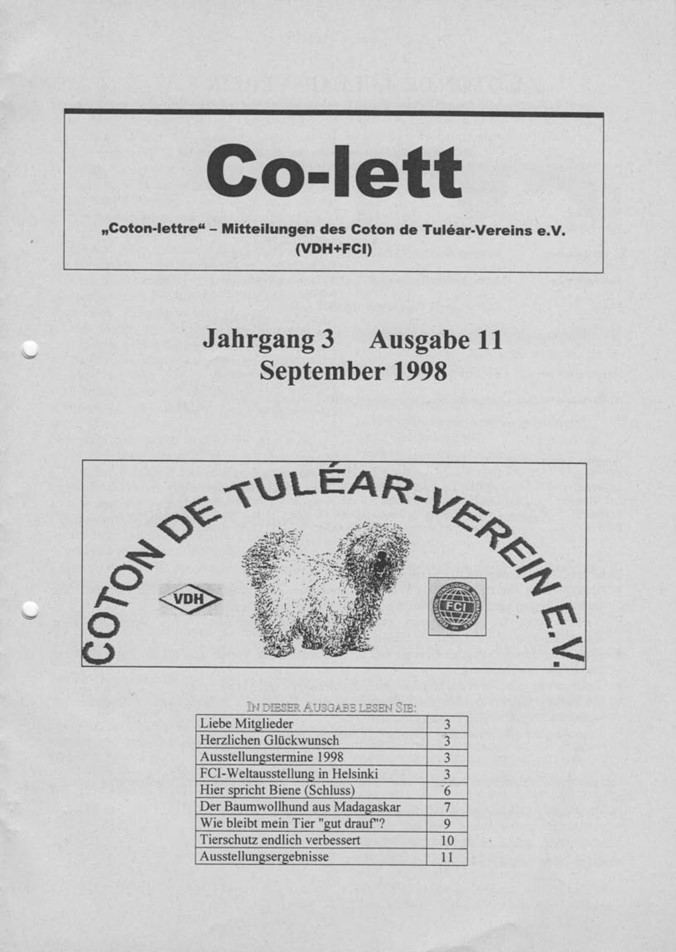 Co-lett
„Coton-lettre“ – Mitteilungen des Coton de Tuléar-Vereins e.V.
(VDH+FCI)
Jahrgang 3 Ausgabe 11
September 1998
COTON DE TULÉAR-VEREIN E.V.
VDH
FCI
IN DIESER AUSGABE LESEN SIE:
Liebe Mitglieder 3
Herzlichen Glückwunsch 3
Ausstellungstermine 1998 3
FCI-Weltausstellung in Helsinki 3
Hier spricht Biene (Schluss) 6
Der Baumwollhund aus Madagaskar 7
Wie bleibt mein Tier "gut drauf"? 9
Tierschutz endlich verbessert 10
Ausstellungsergebnisse 11